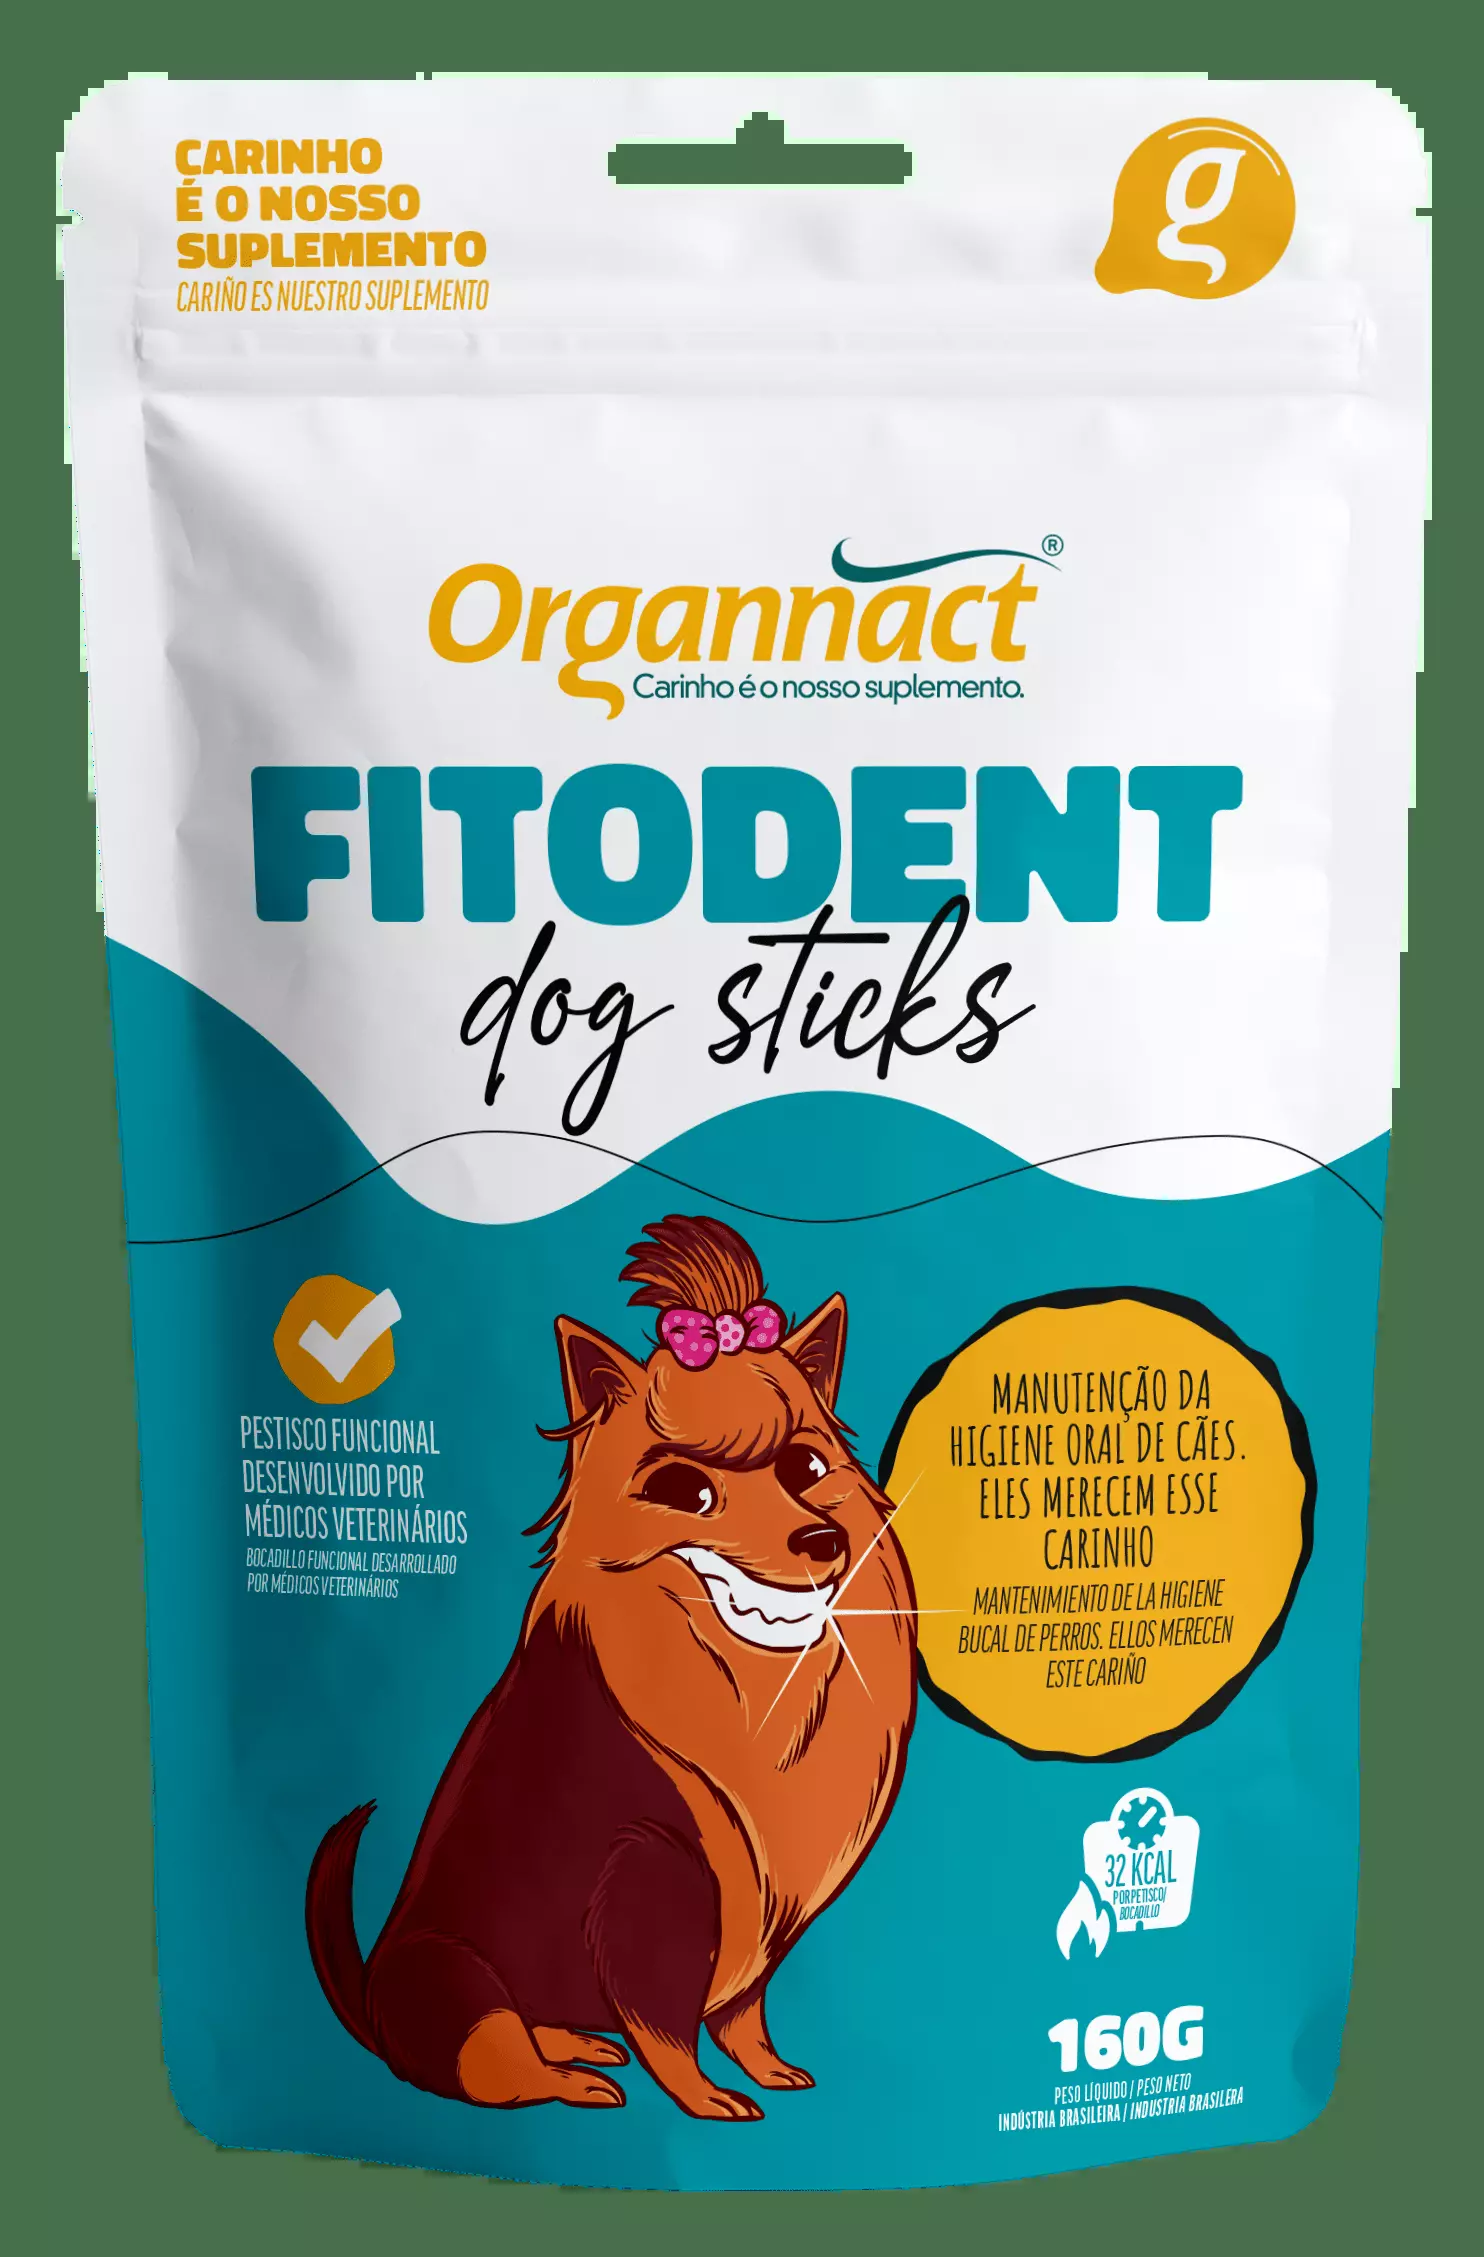 CARINHO
É O NOSSO
SUPLEMENTO
CARIÑO ES NUESTRO SUPLEMENTO
g
Organnact®
Carinho é o nosso suplemento.
FITODENT
dog sticks
PESTISCO FUNCIONAL
DESENVOLVIDO POR
MÉDICOS VETERINÁRIOS
BOCADILLO FUNCIONAL DESARROLLADO
POR MÉDICOS VETERINÁRIOS
MANUTENÇÃO DA
HIGIENE ORAL DE CÃES.
ELES MERECEM ESSE
CARINHO
MANTENIMIENTO DE LA HIGIENE
BUCAL DE PERROS. ELLOS MERECEN
ESTE CARIÑO
32 KCAL
POR PETISCO/
BOCADILLO
160G
PESO LÍQUIDO / PESO NETO
INDÚSTRIA BRASILEIRA / INDUSTRIA BRASILERA